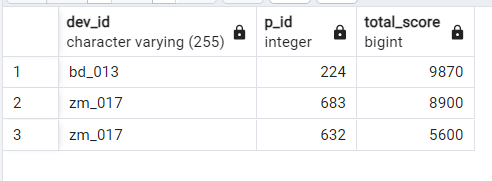 dev_id p_id total_score
character varying (255) integer bigint
1 bd_013 224 9870
2 zm_017 683 8900
3 zm_017 632 5600